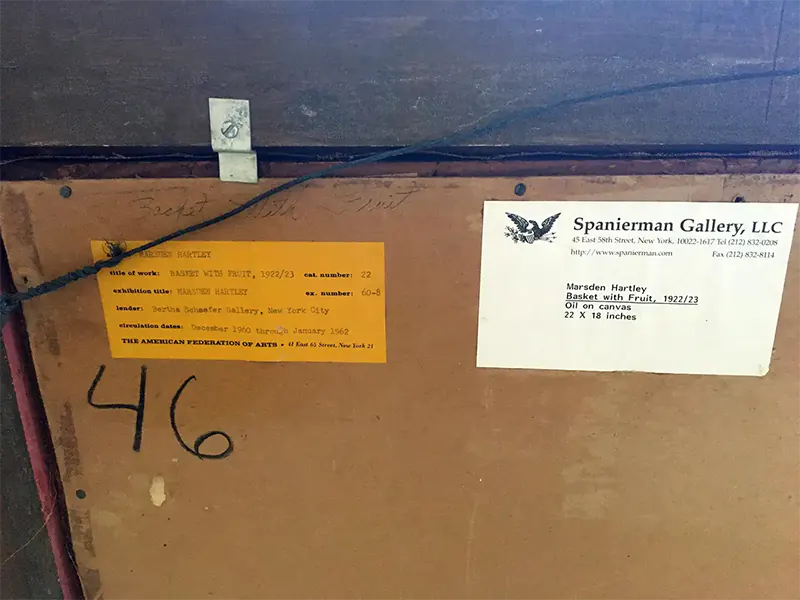 Basket With Fruit
MARSDEN HARTLEY
title of work: BASKET WITH FRUIT, 1922/23 cat. number: 22
exhibition title: MARSDEN HARTLEY ex. number: 60-8
lender: Bertha Schaefer Gallery, New York City
circulation dates: December 1960 through January 1962
THE AMERICAN FEDERATION OF ARTS • 41 East 65 Street, New York 21
46
Spanierman Gallery, LLC
45 East 58th Street, New York, 10022-1617 Tel (212) 832-0208
http://www.spanierman.com Fax (212) 832-8114
Marsden Hartley
Basket with Fruit, 1922/23
Oil on canvas
22 X 18 inches